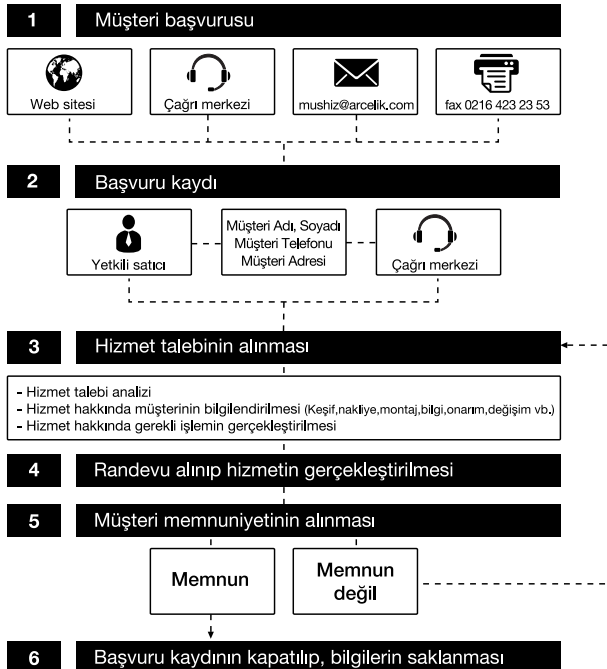 1 Müşteri başvurusu
Web sitesi
Çağrı merkezi
mushiz@arcelik.com
fax 0216 423 23 53
2 Başvuru kaydı
Yetkili satıcı
Müşteri Adı, Soyadı
Müşteri Telefonu
Müşteri Adresi
Çağrı merkezi
3 Hizmet talebinin alınması
- Hizmet talebi analizi
- Hizmet hakkında müşterinin bilgilendirilmesi (Keşif,nakliye,montaj,bilgi,onarım,değişim vb.)
- Hizmet hakkında gerekli işlemin gerçekleştirilmesi
4 Randevu alınıp hizmetin gerçekleştirilmesi
5 Müşteri memnuniyetinin alınması
Memnun
Memnun
değil
6 Başvuru kaydının kapatılıp, bilgilerin saklanması